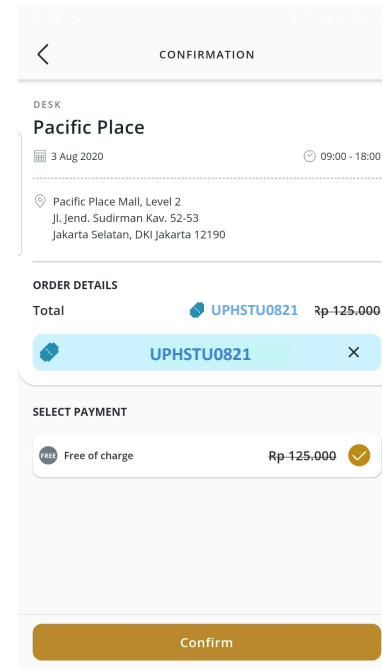 CONFIRMATION
DESK
Pacific Place
3 Aug 2020 09:00 - 18:00
Pacific Place Mall, Level 2
Jl. Jend. Sudirman Kav. 52-53
Jakarta Selatan, DKI Jakarta 12190
ORDER DETAILS
Total UPHSTU0821 Rp 125.000
UPHSTU0821
SELECT PAYMENT
FREE Free of charge Rp 125.000
Confirm